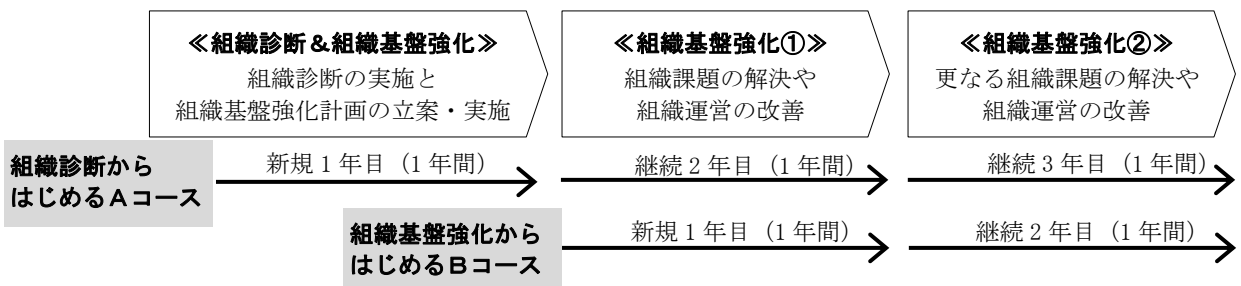 ≪組織診断＆組織基盤強化≫
組織診断の実施と
組織基盤強化計画の立案・実施
≪組織基盤強化①≫
組織課題の解決や
組織運営の改善
≪組織基盤強化②≫
更なる組織課題の解決や
組織運営の改善
組織診断から
はじめるＡコース
新規１年目（１年間）
継続２年目（１年間）
継続３年目（１年間）
組織基盤強化から
はじめるＢコース
新規１年目（１年間）
継続２年目（１年間）